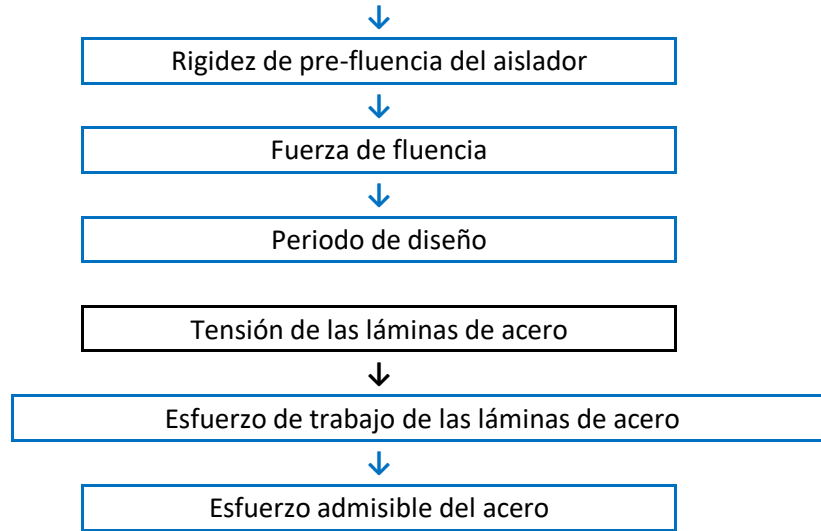 Rigidez de pre-fluencia del aislador
Fuerza de fluencia
Periodo de diseño
Tensión de las láminas de acero
Esfuerzo de trabajo de las láminas de acero
Esfuerzo admisible del acero